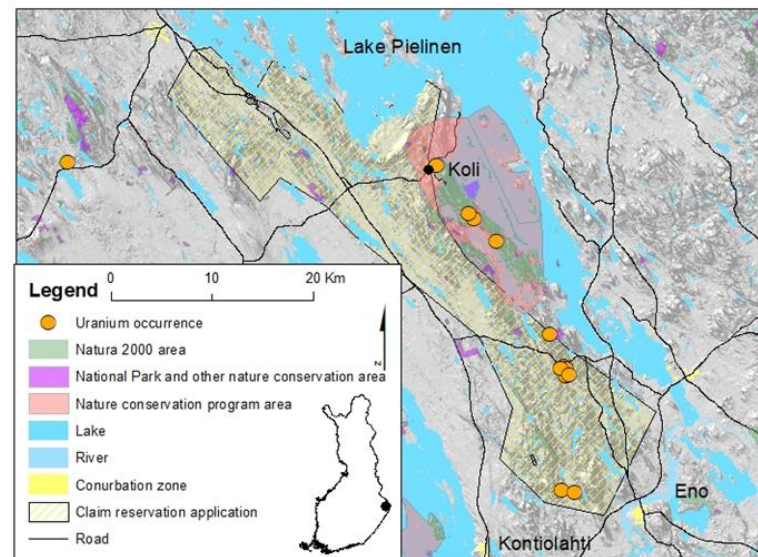 Lake Pielinen
Koli
Legend
0 10 20 Km
Uranium occurrence
Natura 2000 area
National Park and other nature conservation area
Nature conservation program area
Lake
River
Conurbation zone
Claim reservation application
Road
N
Eno
Kontiolahti